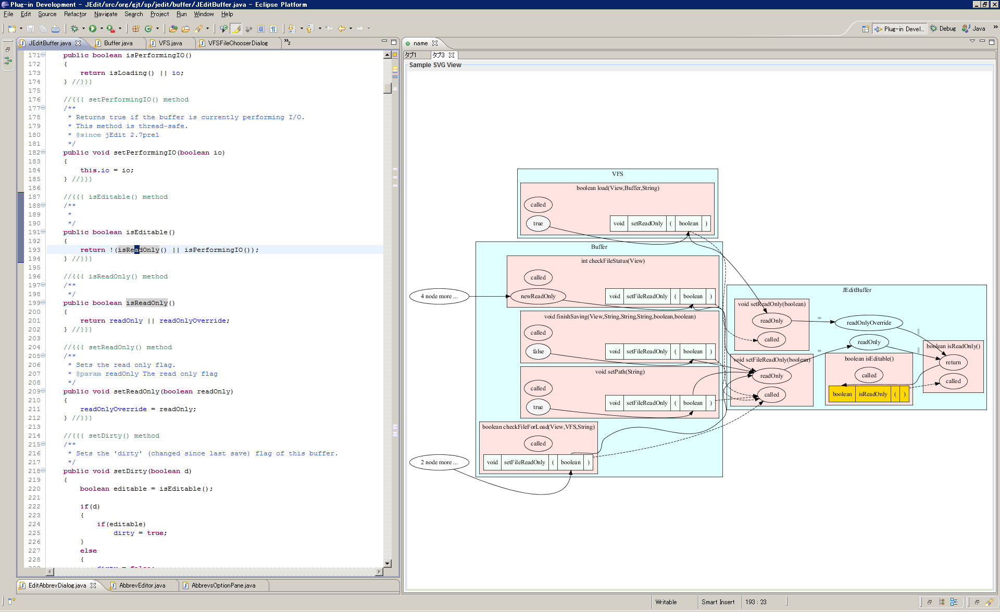 Plug-in Development - JEdit/src/org/gjt/sp/jedit/buffer/JEditBuffer.java - Eclipse Platform
File Edit Source Refactor Navigate Search Project Run Window Help
Plug-in Devel... Debug Java »
JEditBuffer.java Buffer.java VFS.java VFSFileChooserDialog »2
171 public boolean isPerformingIO()
172 {
173 return isLoading() || io;
174 } //}}}
175
176 //{{{ setPerformingIO() method
177 /**
178 * Returns true if the buffer is currently performing I/O.
179 * This method is thread-safe.
180 * @since jEdit 2.7pre1
181 */
182 public void setPerformingIO(boolean io)
183 {
184 this.io = io;
185 } //}}}
186
187 //{{{ isEditable() method
188 /**
189 *
190 */
191 public boolean isEditable()
192 {
193 return !(isReadOnly() || isPerformingIO());
194 } //}}}
195
196 //{{{ isReadOnly() method
197 /**
198 */
199 public boolean isReadOnly()
200 {
201 return readOnly || readOnlyOverride;
202 } //}}}
203
204 //{{{ setReadOnly() method
205 /**
206 * Sets the read only flag.
207 * @param readOnly The read only flag
208 */
209 public void setReadOnly(boolean readOnly)
210 {
211 readOnlyOverride = readOnly;
212 } //}}}
213
214 //{{{ setDirty() method
215 /**
216 * Sets the 'dirty' (changed since last save) flag of this buffer.
217 */
218 public void setDirty(boolean d)
219 {
220 boolean editable = isEditable();
221
222 if(d)
223 {
224 if(editable)
225 dirty = true;
226 }
227 else
228 {
EditAbbrevDialog.java AbbrevEditor.java AbbrevsOptionPane.java
name
タブ1 タブ3
Sample SVG View
VFS
boolean load(View,Buffer,String)
called
true
void setReadOnly ( boolean )
Buffer
int checkFileStatus(View)
called
4 node more ...
newReadOnly
void setFileReadOnly ( boolean )
void finishSaving(View,String,String,String,boolean,boolean)
called
false
void setFileReadOnly ( boolean )
void setPath(String)
called
true
void setFileReadOnly ( boolean )
boolean checkFileForLoad(View,VFS,String)
called
2 node more ...
void setFileReadOnly ( boolean )
JEditBuffer
void setReadOnly(boolean)
readOnly
called
=
readOnlyOverride
||
readOnly
=
||
void setFileReadOnly(boolean)
readOnly
called
boolean isEditable()
called
boolean isReadOnly ( )
boolean isReadOnly()
return
called
Writable Smart Insert 193 : 23